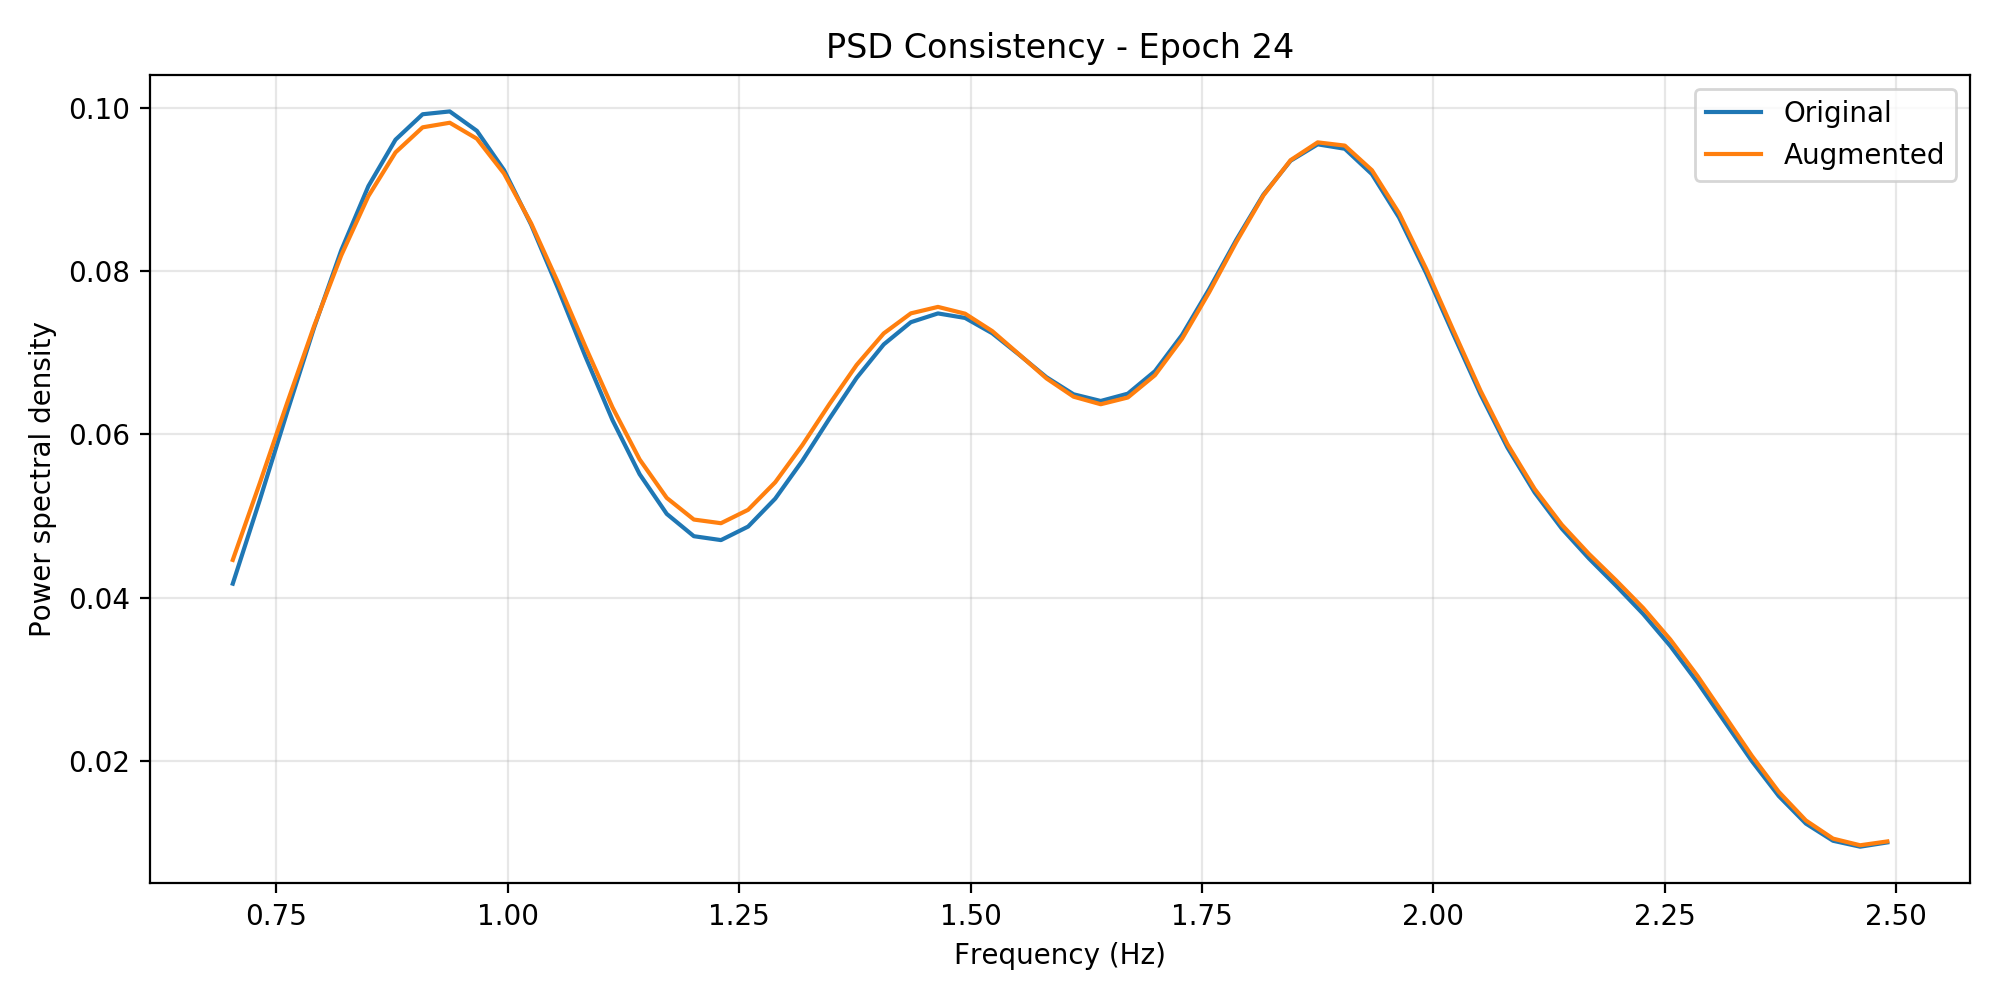 PSD Consistency - Epoch 24
Original
Augmented
Power spectral density
0.10
0.08
0.06
0.04
0.02
0.75
1.00
1.25
1.50
1.75
2.00
2.25
2.50
Frequency (Hz)